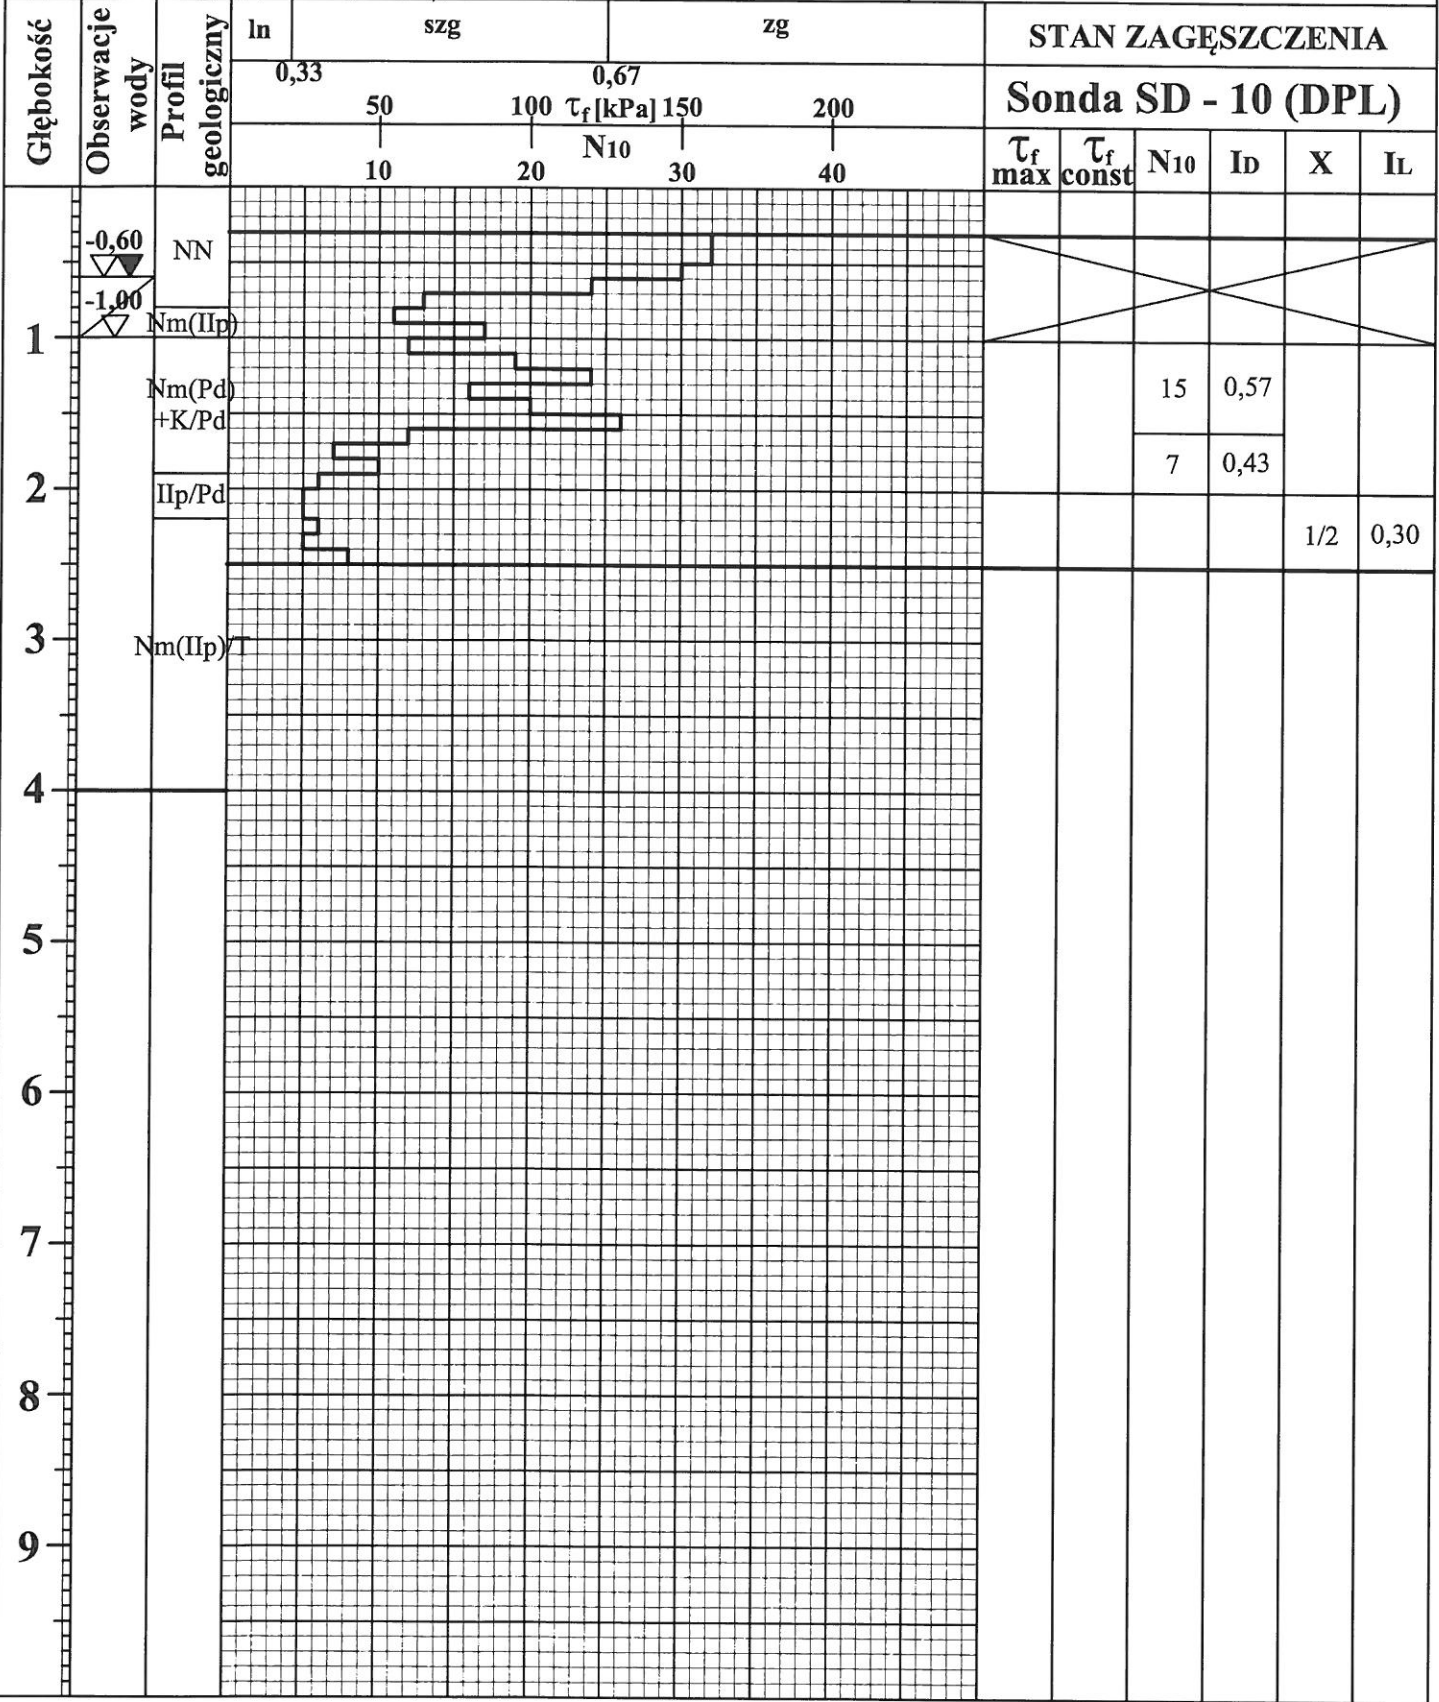 Głębokość
Obserwacje
wody
Profil
geologiczny
ln szg zg
0,33 0,67
50 100 τf [kPa] 150 200
N10
10 20 30 40
STAN ZAGĘSZCZENIA
Sonda SD - 10 (DPL)
τf max
τf const
N10
ID
X
IL
-0,60
NN
-1,00
Nm(IIp)
1
Nm(Pd)
+K/Pd
15 0,57
7 0,43
2
IIp/Pd
1/2 0,30
3
Nm(IIp)/T
4
5
6
7
8
9